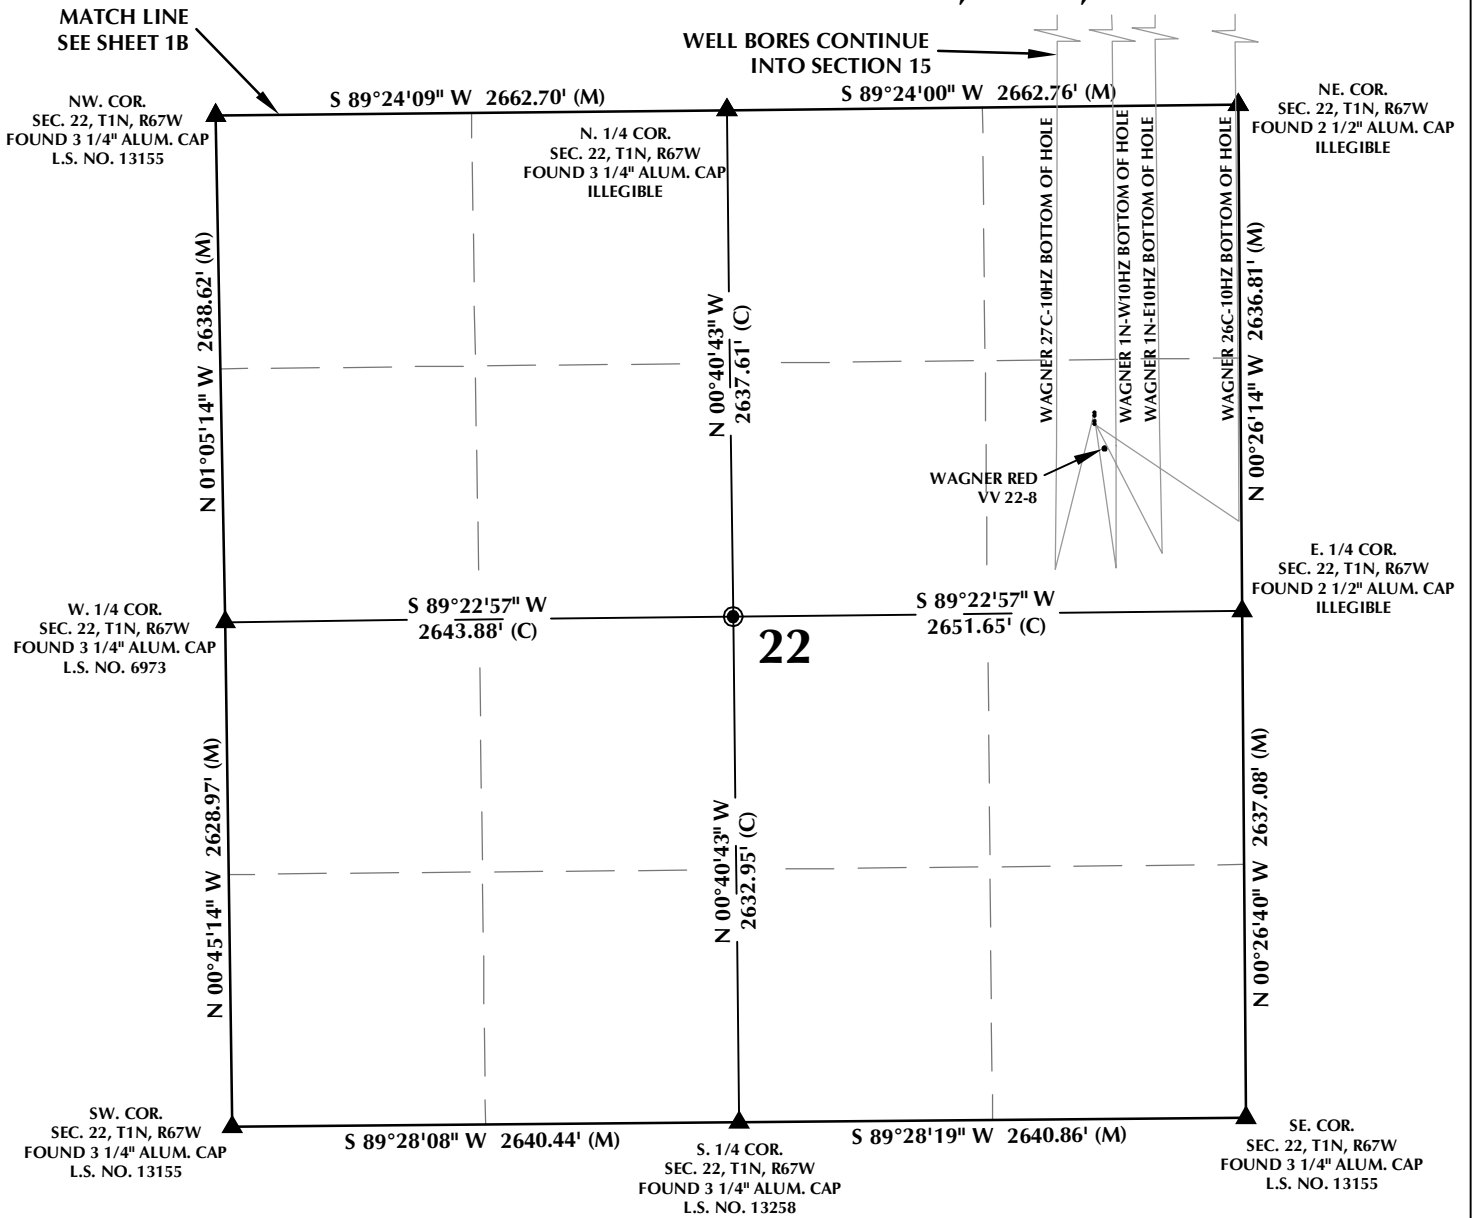 MATCH LINE
SEE SHEET 1B
WELL BORES CONTINUE
INTO SECTION 15
NW. COR.
SEC. 22, T1N, R67W
FOUND 3 1/4" ALUM. CAP
L.S. NO. 13155
S 89°24'09" W 2662.70' (M)
N. 1/4 COR.
SEC. 22, T1N, R67W
FOUND 3 1/4" ALUM. CAP
ILLEGIBLE
S 89°24'00" W 2662.76' (M)
NE. COR.
SEC. 22, T1N, R67W
FOUND 2 1/2" ALUM. CAP
ILLEGIBLE
N 01°05'14" W 2638.62' (M)
N 00°40'43" W
2637.61' (C)
WAGNER 27C-10HZ BOTTOM OF HOLE
WAGNER 1N-W10HZ BOTTOM OF HOLE
WAGNER 1N-E10HZ BOTTOM OF HOLE
WAGNER 26C-10HZ BOTTOM OF HOLE
N 00°26'14" W 2636.81' (M)
WAGNER RED
VV 22-8
W. 1/4 COR.
SEC. 22, T1N, R67W
FOUND 3 1/4" ALUM. CAP
L.S. NO. 6973
S 89°22'57" W
2643.88' (C)
22
S 89°22'57" W
2651.65' (C)
E. 1/4 COR.
SEC. 22, T1N, R67W
FOUND 2 1/2" ALUM. CAP
ILLEGIBLE
N 00°45'14" W 2628.97' (M)
N 00°40'43" W
2632.95' (C)
N 00°26'40" W 2637.08' (M)
SW. COR.
SEC. 22, T1N, R67W
FOUND 3 1/4" ALUM. CAP
L.S. NO. 13155
S 89°28'08" W 2640.44' (M)
S. 1/4 COR.
SEC. 22, T1N, R67W
FOUND 3 1/4" ALUM. CAP
L.S. NO. 13258
S 89°28'19" W 2640.86' (M)
SE. COR.
SEC. 22, T1N, R67W
FOUND 3 1/4" ALUM. CAP
L.S. NO. 13155